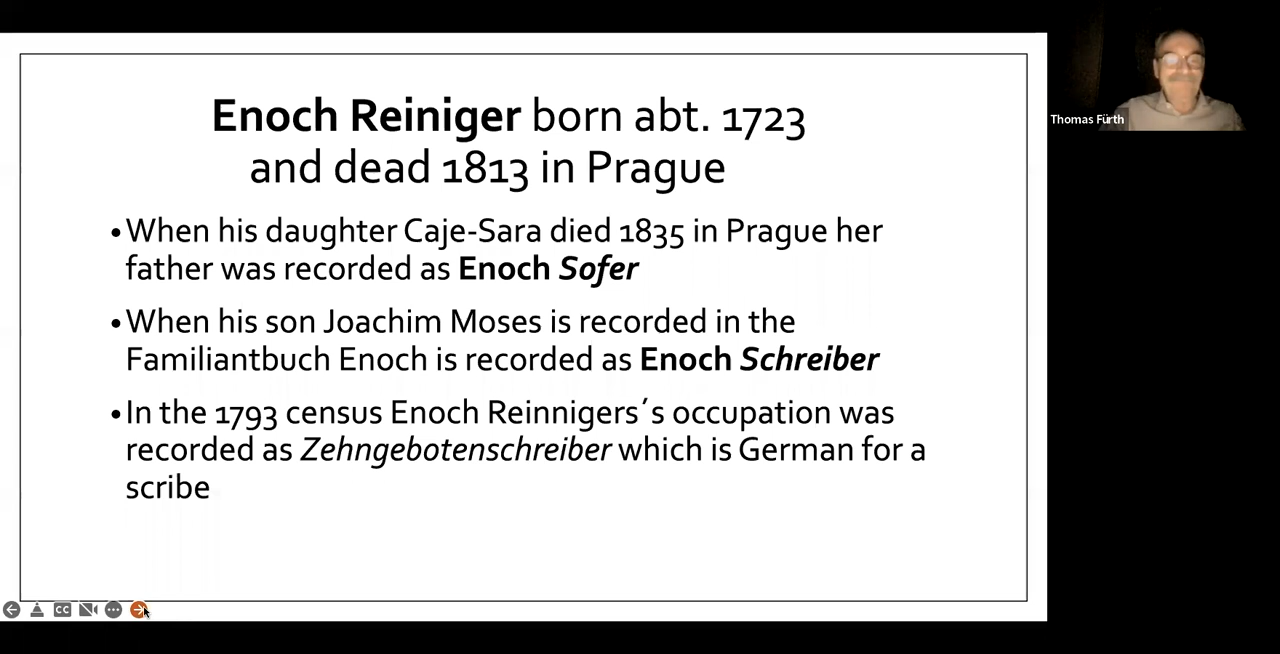 Enoch Reiniger born abt. 1723
and dead 1813 in Prague
•When his daughter Caje-Sara died 1835 in Prague her
father was recorded as Enoch Sofer
•When his son Joachim Moses is recorded in the
Familiantbuch Enoch is recorded as Enoch Schreiber
•In the 1793 census Enoch Reinnigers´s occupation was
recorded as Zehngebotenschreiber which is German for a
scribe
Thomas Fürth
CC